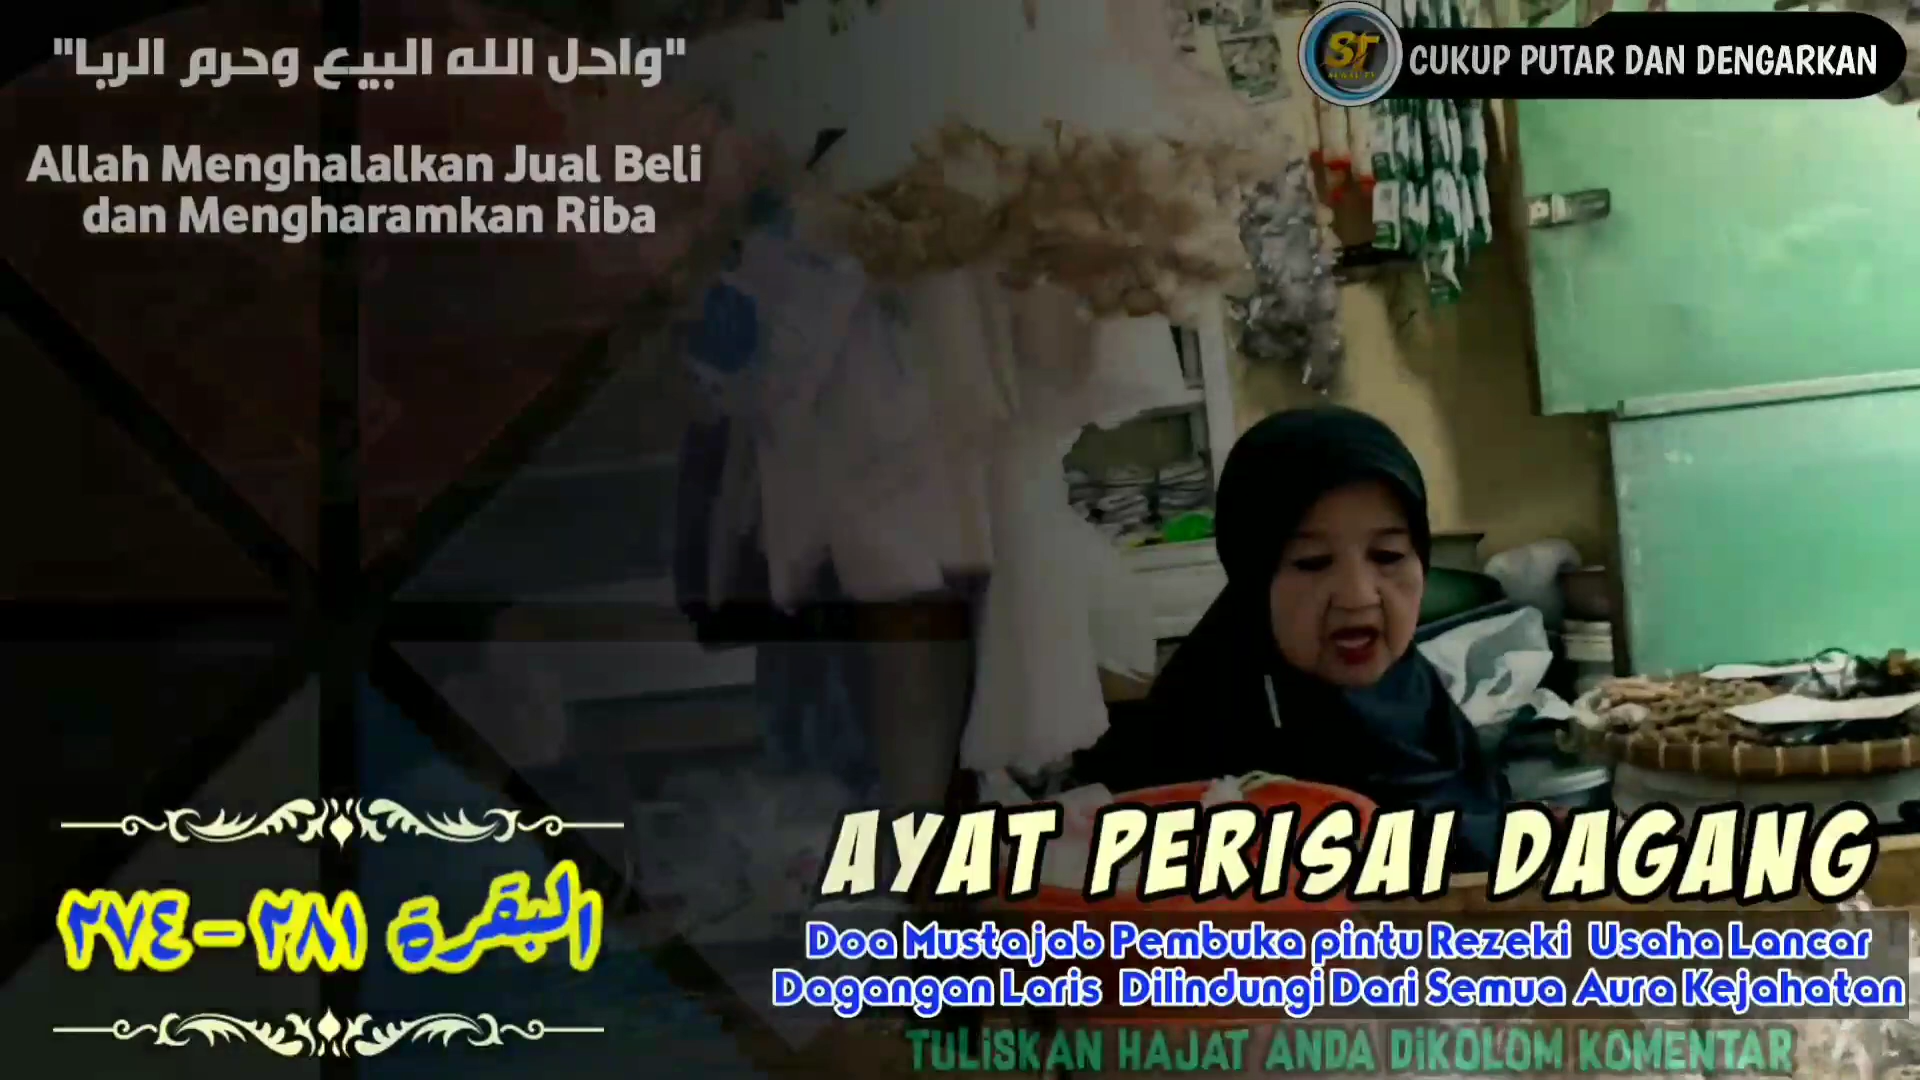 "واحل الله البيع وحرم الربا"
Allah Menghalalkan Jual Beli
dan Mengharamkan Riba
ST
CUKUP PUTAR DAN DENGARKAN
البقرة ٢٨١-٢٧٤
AYAT PERISAI DAGANG
Doa Mustajab Pembuka pintu Rezeki Usaha Lancar
Dagangan Laris Dilindungi Dari Semua Aura Kejahatan
TULiSKAN HAJAT ANDA DiKOLOM KOMENTAR